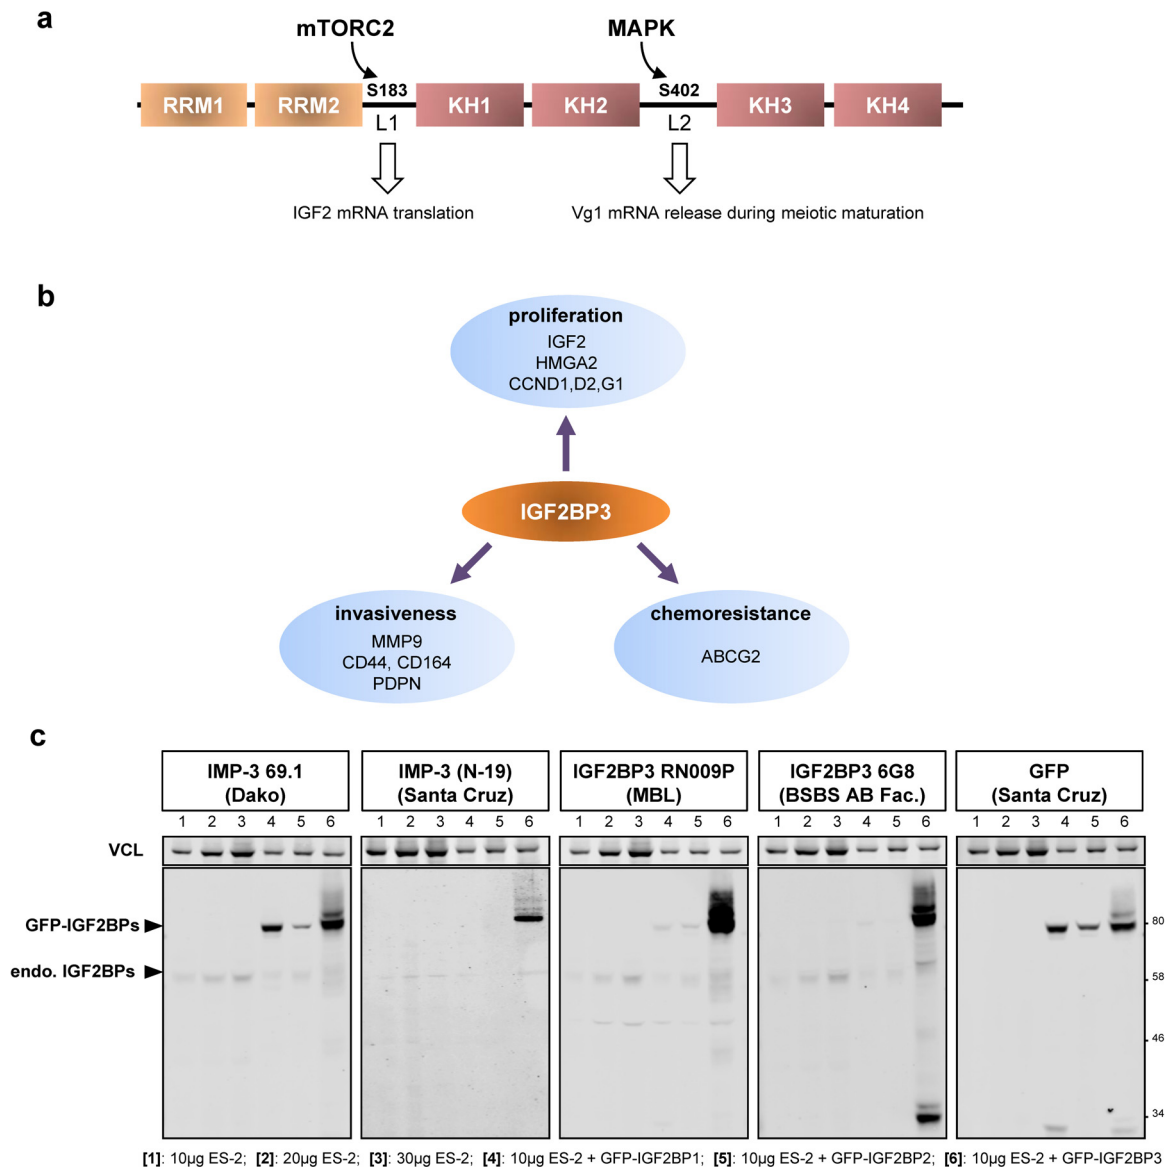 a
mTORC2 MAPK
RRM1 RRM2 S183 KH1 KH2 S402 KH3 KH4
L1 L2
IGF2 mRNA translation Vg1 mRNA release during meiotic maturation
b
proliferation
IGF2
HMGA2
CCND1,D2,G1
IGF2BP3
invasiveness
MMP9
CD44, CD164
PDPN
chemoresistance
ABCG2
c
IMP-3 69.1
(Dako)
IMP-3 (N-19)
(Santa Cruz)
IGF2BP3 RN009P
(MBL)
IGF2BP3 6G8
(BSBS AB Fac.)
GFP
(Santa Cruz)
1 2 3 4 5 6 1 2 3 4 5 6 1 2 3 4 5 6 1 2 3 4 5 6 1 2 3 4 5 6
VCL
GFP-IGF2BPs 80
endo. IGF2BPs 58
46
34
[1]: 10µg ES-2; [2]: 20µg ES-2; [3]: 30µg ES-2; [4]: 10µg ES-2 + GFP-IGF2BP1; [5]: 10µg ES-2 + GFP-IGF2BP2; [6]: 10µg ES-2 + GFP-IGF2BP3